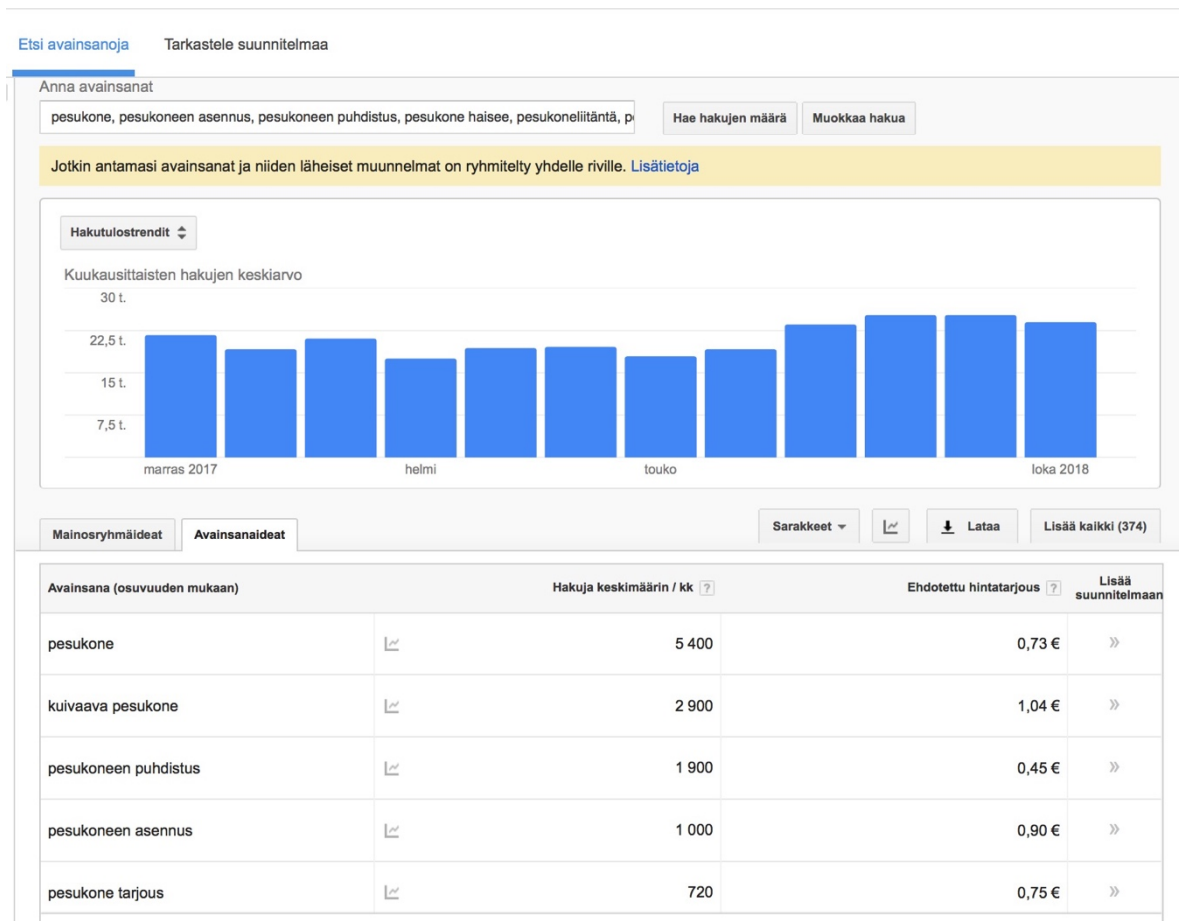 Etsi avainsanoja Tarkastele suunnitelmaa
Anna avainsanat
pesukone, pesukoneen asennus, pesukoneen puhdistus, pesukone haisee, pesukoneliitäntä, p
Hae hakujen määrä Muokkaa hakua
Jotkin antamasi avainsanat ja niiden läheiset muunnelmat on ryhmitelty yhdelle riville. Lisätietoja
Hakutulostrendit
Kuukausittaisten hakujen keskiarvo
30 t.
22,5 t.
15 t.
7,5 t.
marras 2017 helmi touko loka 2018
Mainosryhmäideat Avainsanaideat Sarakkeet Lataa Lisää kaikki (374)
Avainsana (osuvuuden mukaan) Hakuja keskimäärin / kk ? Ehdotettu hintatarjous ? Lisää suunnitelmaan
pesukone 5 400 0,73 € »
kuivaava pesukone 2 900 1,04 € »
pesukoneen puhdistus 1 900 0,45 € »
pesukoneen asennus 1 000 0,90 € »
pesukone tarjous 720 0,75 € »